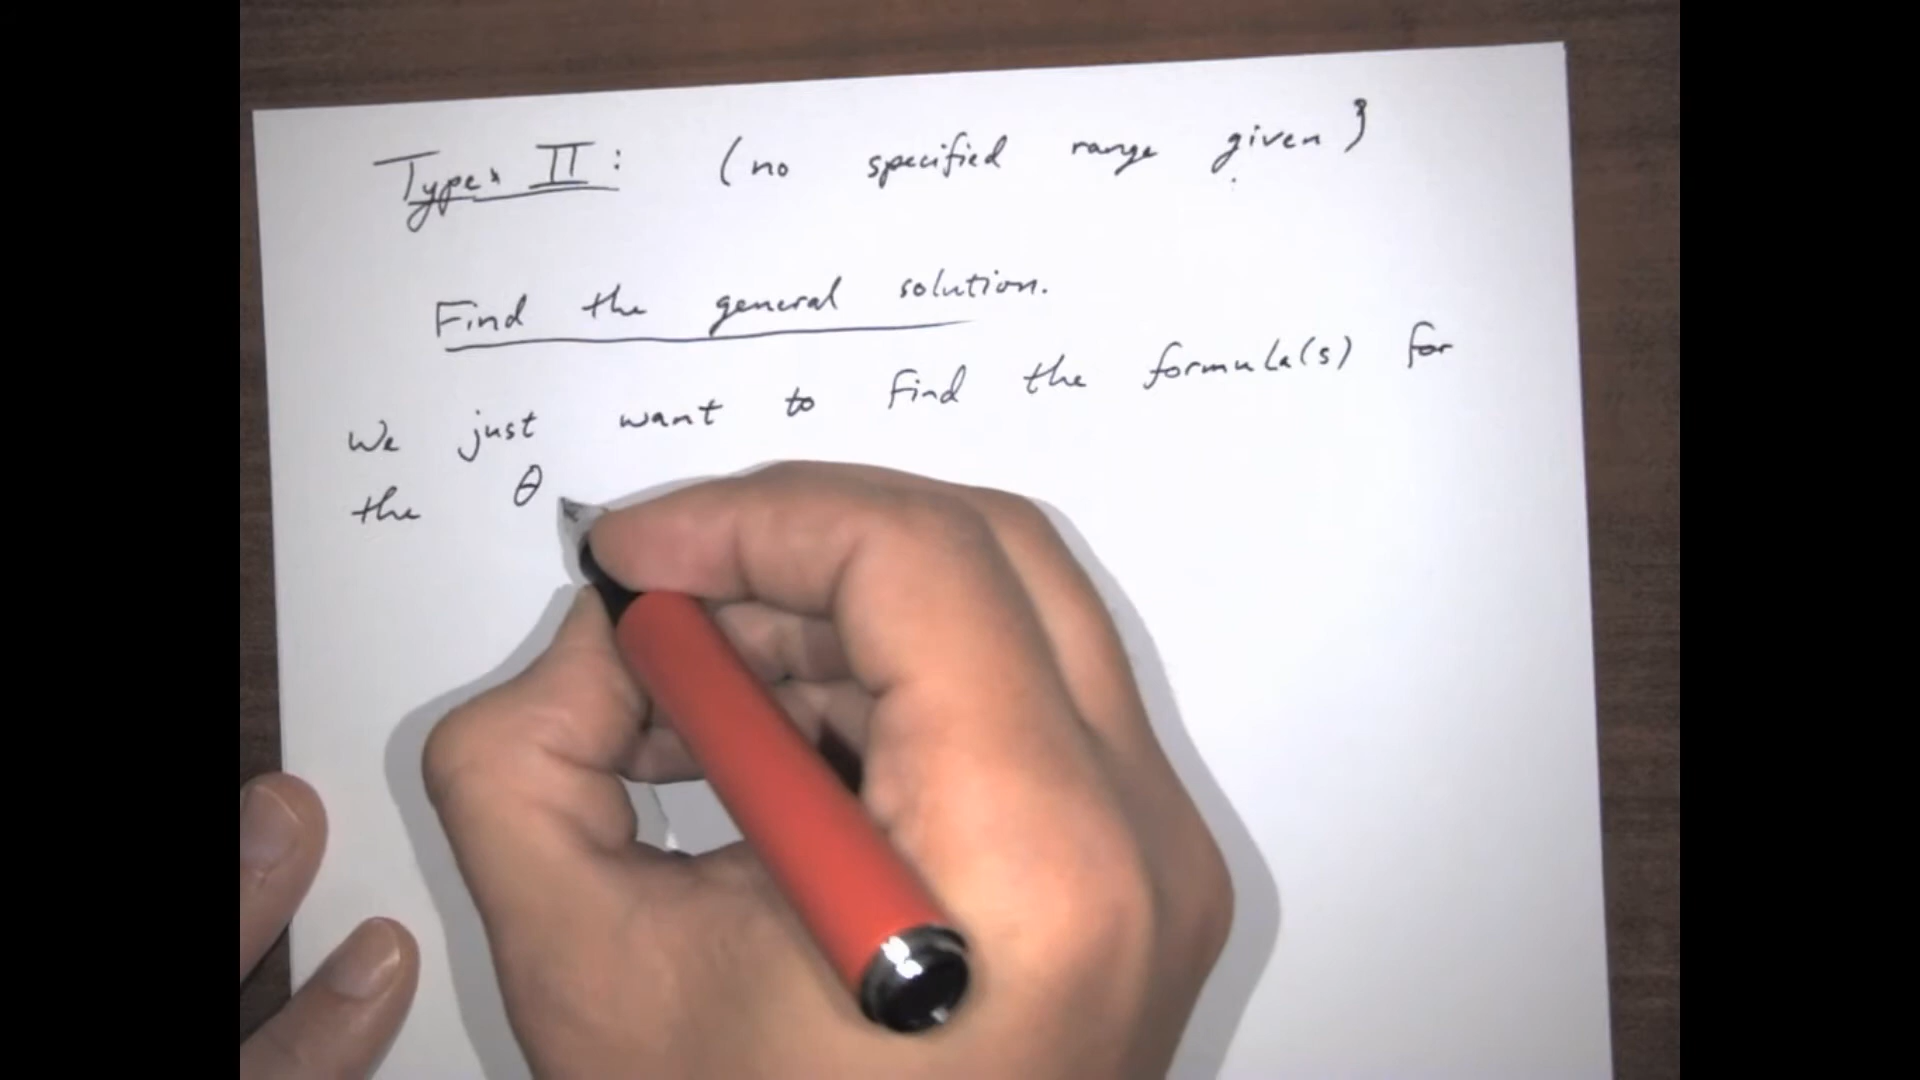 Type II: (no specified range given)
Find the general solution.
We just want to find the formula(s) for
the θ